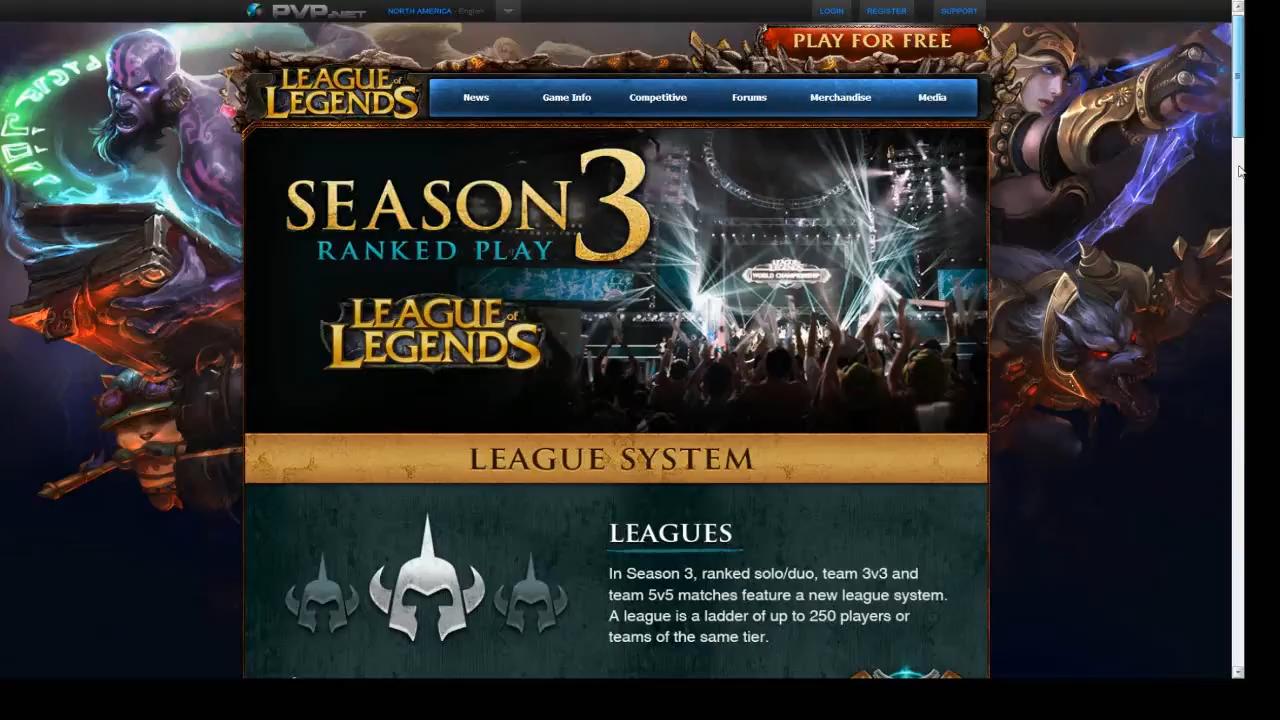 PVP.NET
NORTH AMERICA - English
LOGIN
REGISTER
SUPPORT
PLAY FOR FREE
LEAGUE of LEGENDS
News
Game Info
Competitive
Forums
Merchandise
Media
SEASON 3
RANKED PLAY
LEAGUE of
LEGENDS
WORLD CHAMPIONSHIP
LEAGUE SYSTEM
LEAGUES
In Season 3, ranked solo/duo, team 3v3 and
team 5v5 matches feature a new league system.
A league is a ladder of up to 250 players or
teams of the same tier.